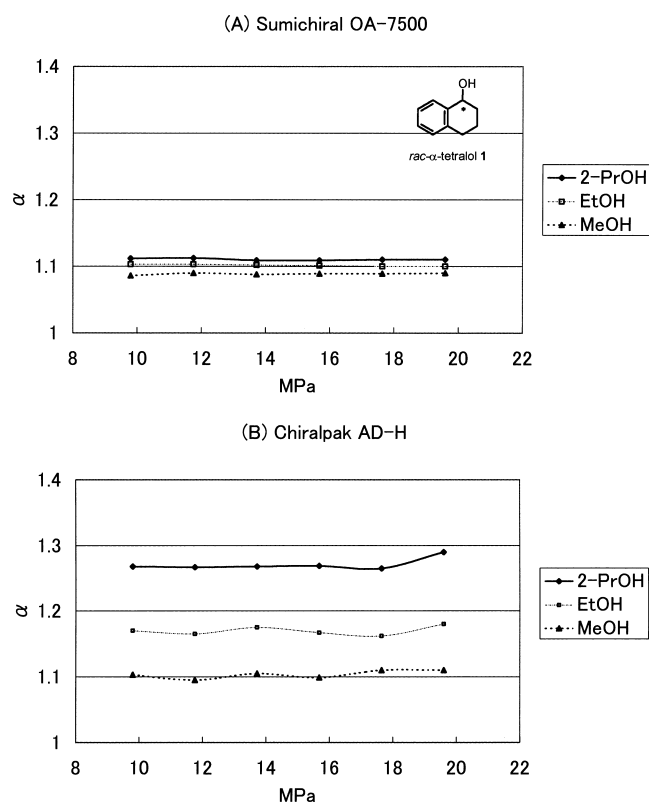 (A) Sumichiral OA-7500
1.4
1.3
1.2
1.1
1
α
8 10 12 14 16 18 20 22
MPa
OH
*
rac-α-tetralol 1
2-PrOH
EtOH
MeOH
(B) Chiralpak AD-H
1.4
1.3
1.2
1.1
1
α
8 10 12 14 16 18 20 22
MPa
2-PrOH
EtOH
MeOH